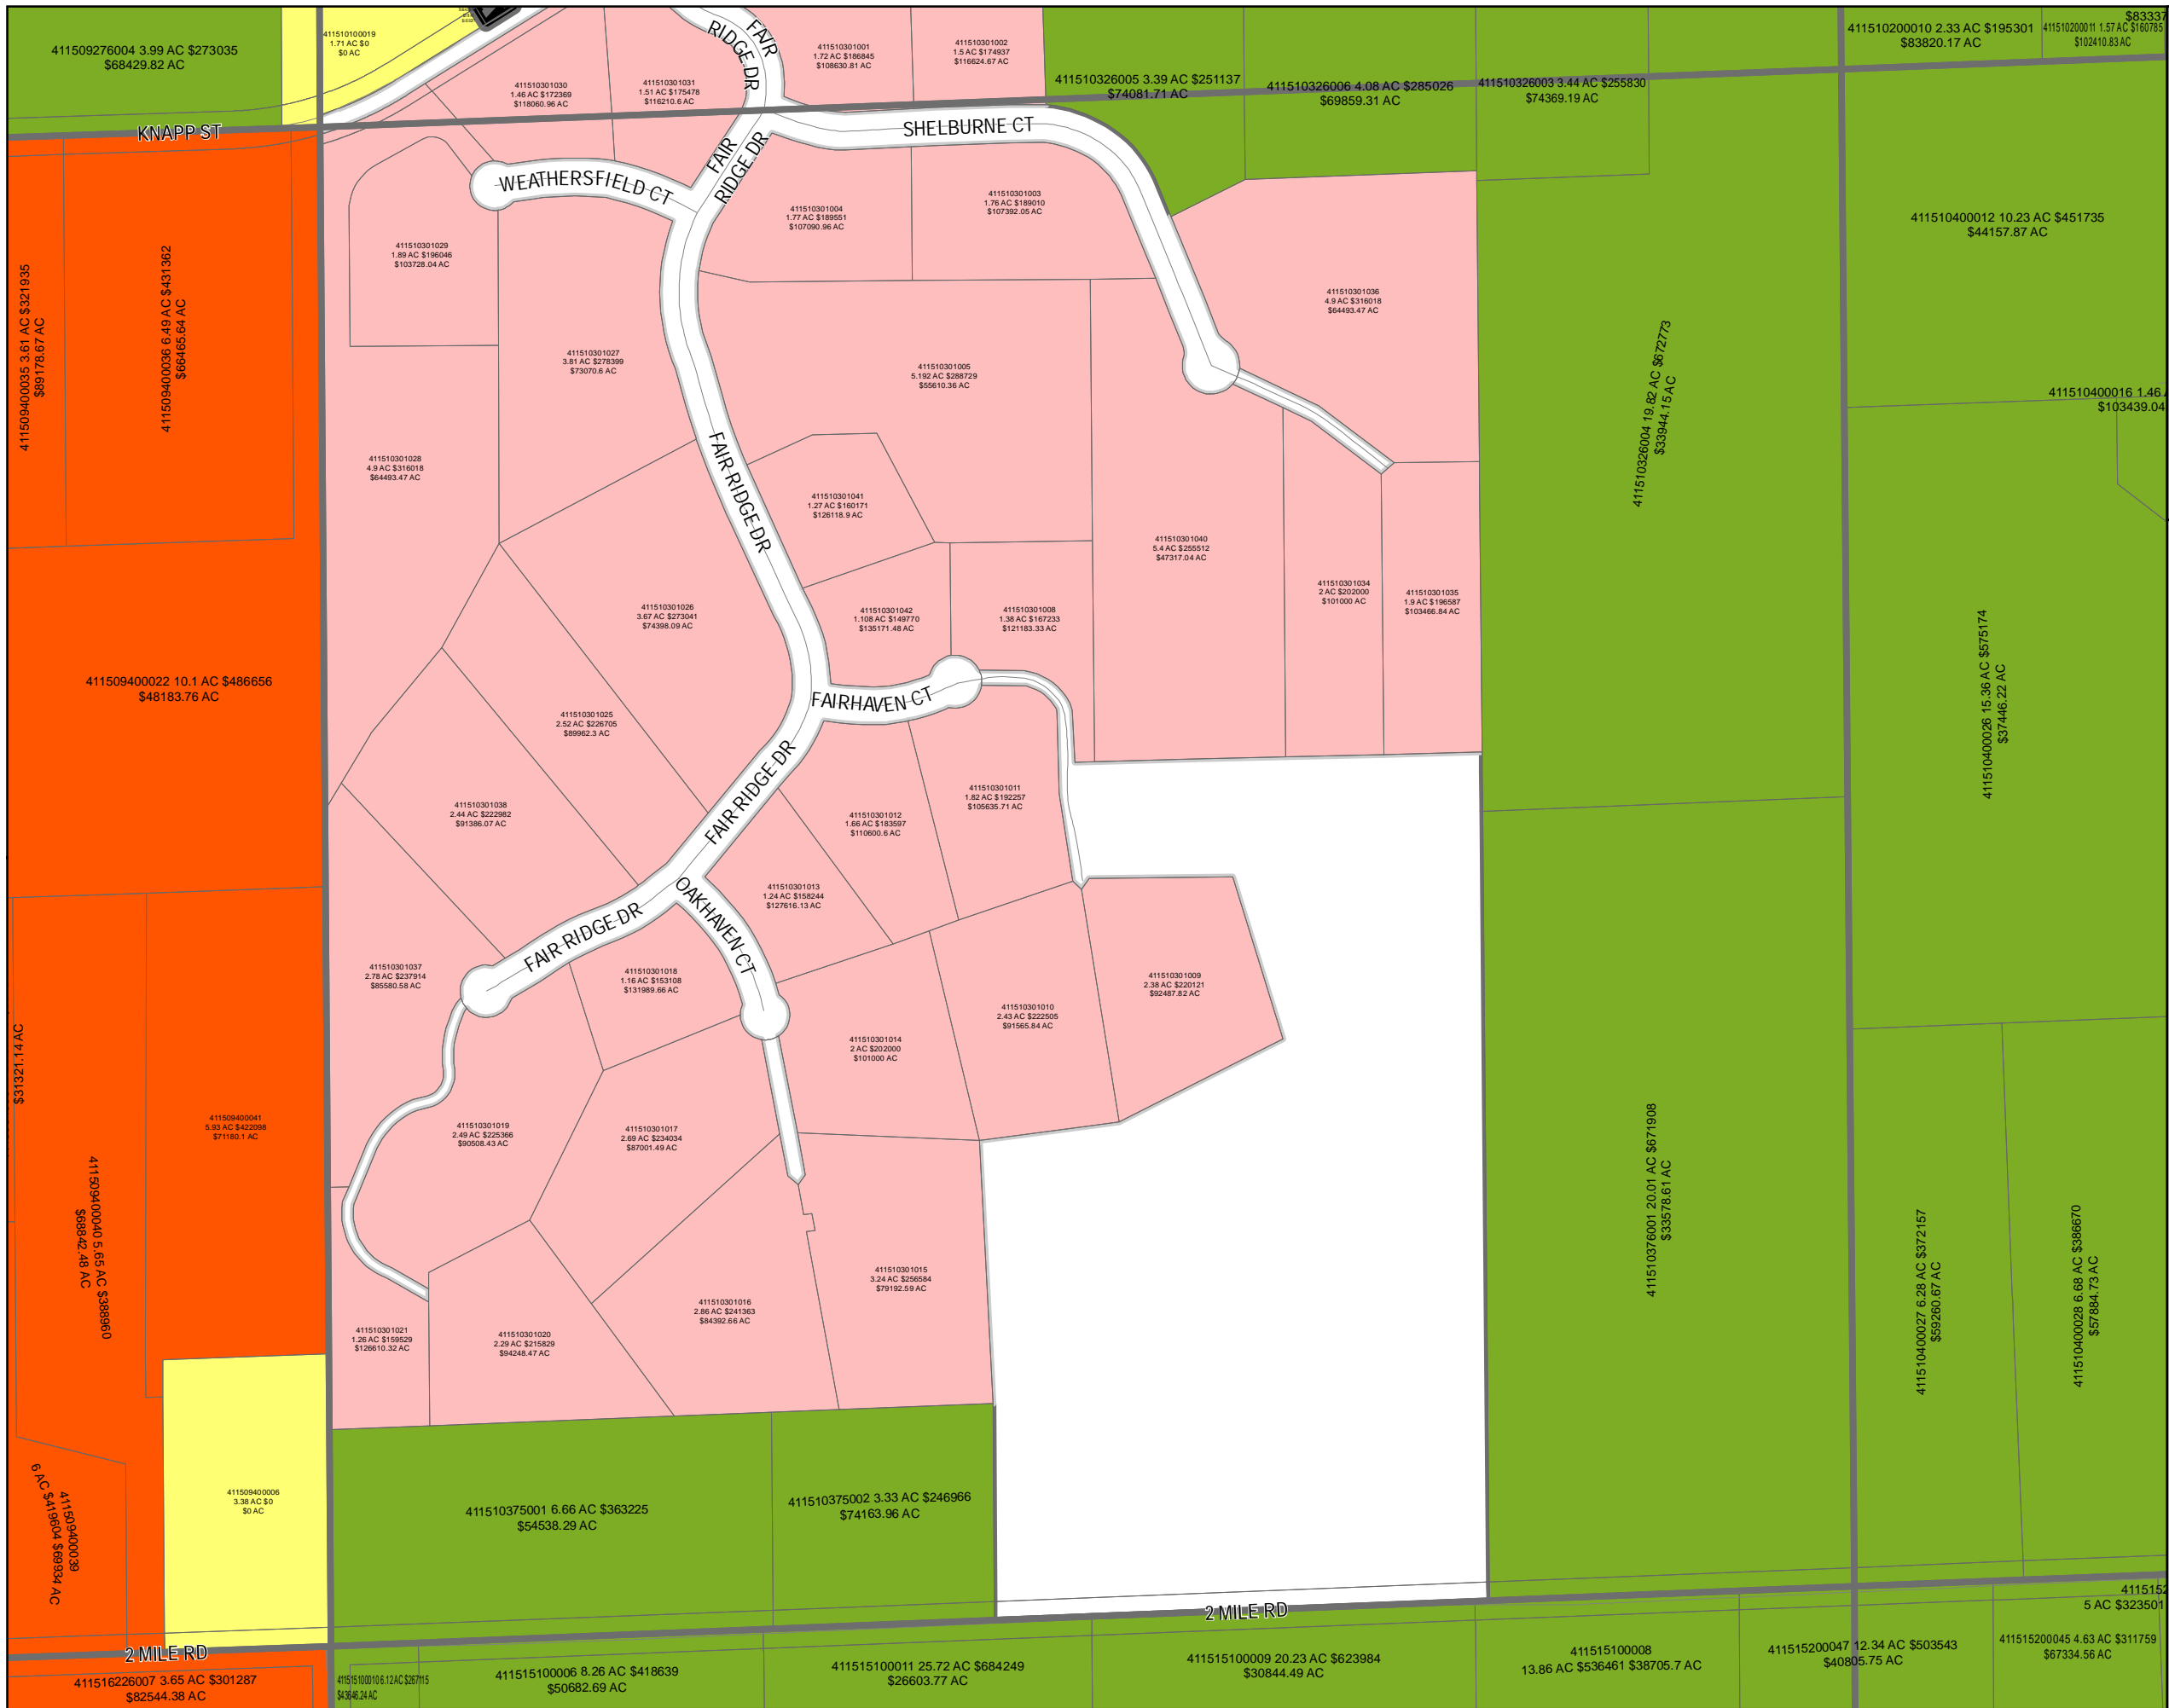 411509276004 3.99 AC $273035
$68429.82 AC
411510100019
1.71 AC $0
$0 AC
KNAPP ST
411510301030
1.46 AC $172369
$118060.96 AC
411510301031
1.51 AC $175478
$116210.6 AC
FAIR
RIDGE DR
411510301001
1.72 AC $186845
$108630.81 AC
411510301002
1.5 AC $174937
$116624.67 AC
411510326005 3.39 AC $251137
$74081.71 AC
411510326006 4.08 AC $285026
$69859.31 AC
411510326003 3.44 AC $255830
$74369.19 AC
411510200010 2.33 AC $195301
$83820.17 AC
$83337
411510200011 1.57 AC $160785
$102410.83 AC
SHELBURNE CT
FAIR
RIDGE DR
WEATHERSFIELD CT
411509400035 3.61 AC $321935
$89178.67 AC
411509400036 6.49 AC $431362
$66465.64 AC
411510301029
1.89 AC $196046
$103728.04 AC
411510301004
1.77 AC $189551
$107090.96 AC
411510301003
1.76 AC $189010
$107392.05 AC
411510400012 10.23 AC $451735
$44157.87 AC
411510301036
4.9 AC $316018
$64493.47 AC
411510301027
3.81 AC $278399
$73070.6 AC
411510301005
5.192 AC $288729
$55610.36 AC
411510326004 19.82 AC $672773
$33944.15 AC
411510400016 1.46
$103439.04
411510301028
4.9 AC $316018
$64493.47 AC
FAIR RIDGE DR
411510301041
1.27 AC $160171
$126118.9 AC
411510301040
5.4 AC $255512
$47317.04 AC
411510301034
2 AC $202000
$101000 AC
411510301035
1.9 AC $196587
$103466.84 AC
411510301026
3.67 AC $273041
$74398.09 AC
411510301042
1.108 AC $149770
$135171.48 AC
411510301008
1.38 AC $167233
$121183.33 AC
411509400022 10.1 AC $486656
$48183.76 AC
411510400026 15.36 AC $575174
$37446.22 AC
FAIRHAVEN CT
411510301025
2.52 AC $226705
$89962.3 AC
FAIR RIDGE DR
411510301038
2.44 AC $222982
$91386.07 AC
411510301012
1.66 AC $183597
$110600.6 AC
411510301011
1.82 AC $192257
$105635.71 AC
411510301013
1.24 AC $158244
$127616.13 AC
OAKHAVEN CT
FAIR RIDGE DR
411510301037
2.78 AC $237914
$85580.58 AC
411510301018
1.16 AC $153108
$131989.66 AC
411510301009
2.38 AC $220121
$92487.82 AC
411510301010
2.43 AC $222505
$91565.84 AC
411510301014
2 AC $202000
$101000 AC
$31321.14 AC
411509400041
5.93 AC $422098
$71180.1 AC
411510301019
2.49 AC $225366
$90508.43 AC
411510301017
2.69 AC $234034
$87001.49 AC
411509400040 5.65 AC $388960
$68842.48 AC
411510376001 20.01 AC $671908
$33578.61 AC
411510400027 6.28 AC $372157
$59260.67 AC
411510400028 6.68 AC $386670
$57884.73 AC
411510301015
3.24 AC $256584
$79192.59 AC
411510301016
2.86 AC $241363
$84392.66 AC
411510301021
1.26 AC $159529
$126610.32 AC
411510301020
2.29 AC $215829
$94248.47 AC
411509400039
6 AC $419604 $69934 AC
411509400006
3.38 AC $0
$0 AC
411510375001 6.66 AC $363225
$54538.29 AC
411510375002 3.33 AC $246966
$74163.96 AC
2 MILE RD
2 MILE RD
411516226007 3.65 AC $301287
$82544.38 AC
411515100010 6.12 AC $267115
$43646.24 AC
411515100006 8.26 AC $418639
$50682.69 AC
411515100011 25.72 AC $684249
$26603.77 AC
411515100009 20.23 AC $623984
$30844.49 AC
411515100008
13.86 AC $536461 $38705.7 AC
411515200047 12.34 AC $503543
$40805.75 AC
411515200045 4.63 AC $311759
$67334.56 AC
4115152
5 AC $323501